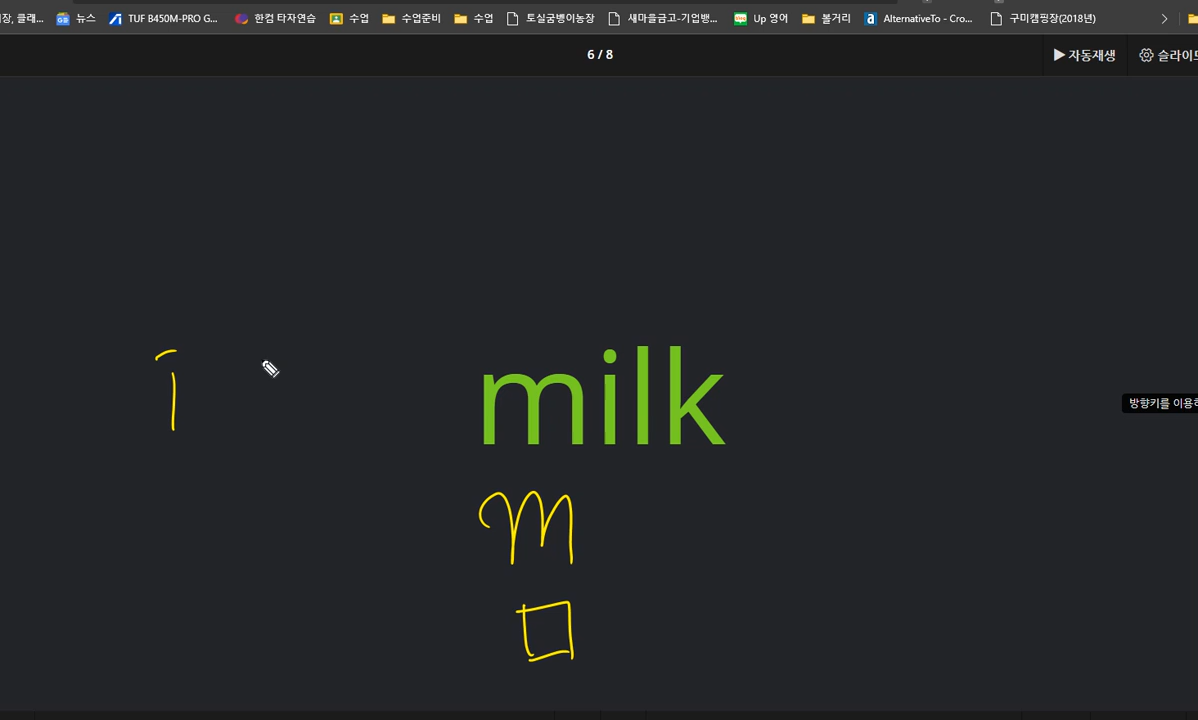 장, 클래... 뉴스 TUF B450M-PRO G... 한컴 타자연습 수업 수업준비 수업 토실굼벵이농장 새마을금고-기업뱅... Up 영어 볼거리 AlternativeTo - Cro... 구미캠핑장(2018년)
6 / 8 자동재생 슬라이드
i milk
방향키를 이용하
m
ㅁ